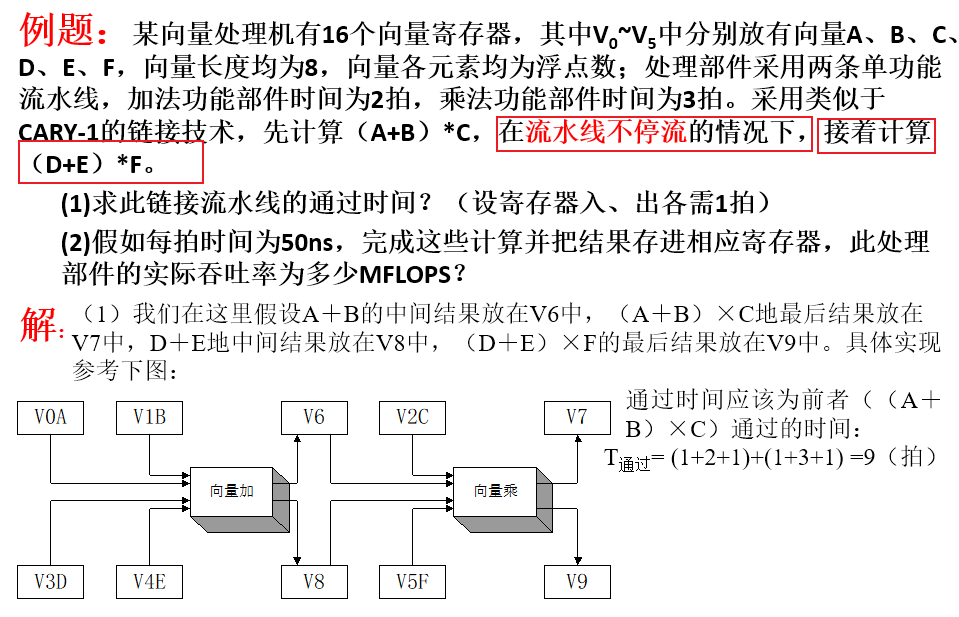 例题：某向量处理机有16个向量寄存器，其中V0~V5中分别放有向量A、B、C、
D、E、F，向量长度均为8，向量各元素均为浮点数；处理部件采用两条单功能
流水线，加法功能部件时间为2拍，乘法功能部件时间为3拍。采用类似于
CARY-1的链接技术，先计算（A+B）*C，在流水线不停流的情况下，接着计算
（D+E）*F。
(1)求此链接流水线的通过时间？（设寄存器入、出各需1拍）
(2)假如每拍时间为50ns，完成这些计算并把结果存进相应寄存器，此处理
部件的实际吞吐率为多少MFLOPS？
解：（1）我们在这里假设A＋B的中间结果放在V6中，（A＋B）×C地最后结果放在
V7中，D＋E地中间结果放在V8中，（D＋E）×F的最后结果放在V9中。具体实现
参考下图：
通过时间应该为前者（（A＋
B）×C）通过的时间：
T通过= (1+2+1)+(1+3+1) =9（拍）
V0A
V1B
V6
V2C
V7
向量加
向量乘
V3D
V4E
V8
V5F
V9